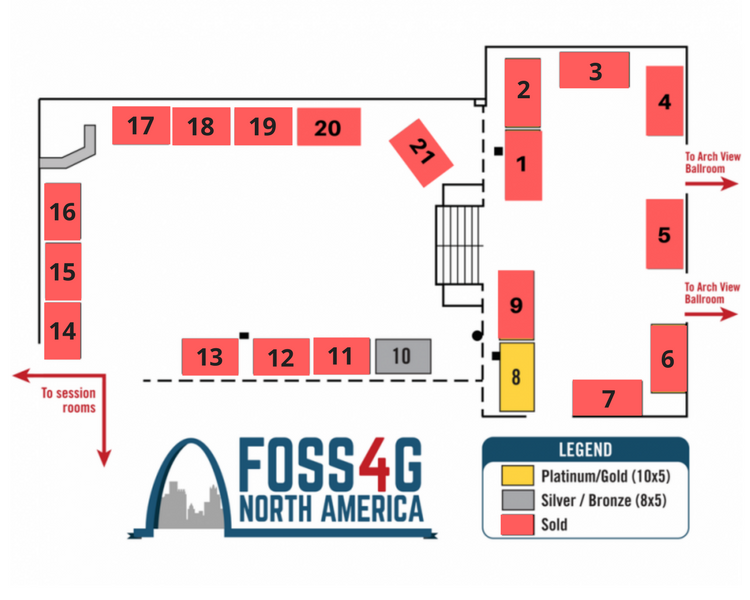 3
2
4
17
18
19
20
21
1
To Arch View
Ballroom
16
5
15
To Arch View
Ballroom
9
14
13
12
11
10
8
6
7
To session
rooms
FOSS4G
NORTH AMERICA
LEGEND
Platinum/Gold (10x5)
Silver / Bronze (8x5)
Sold